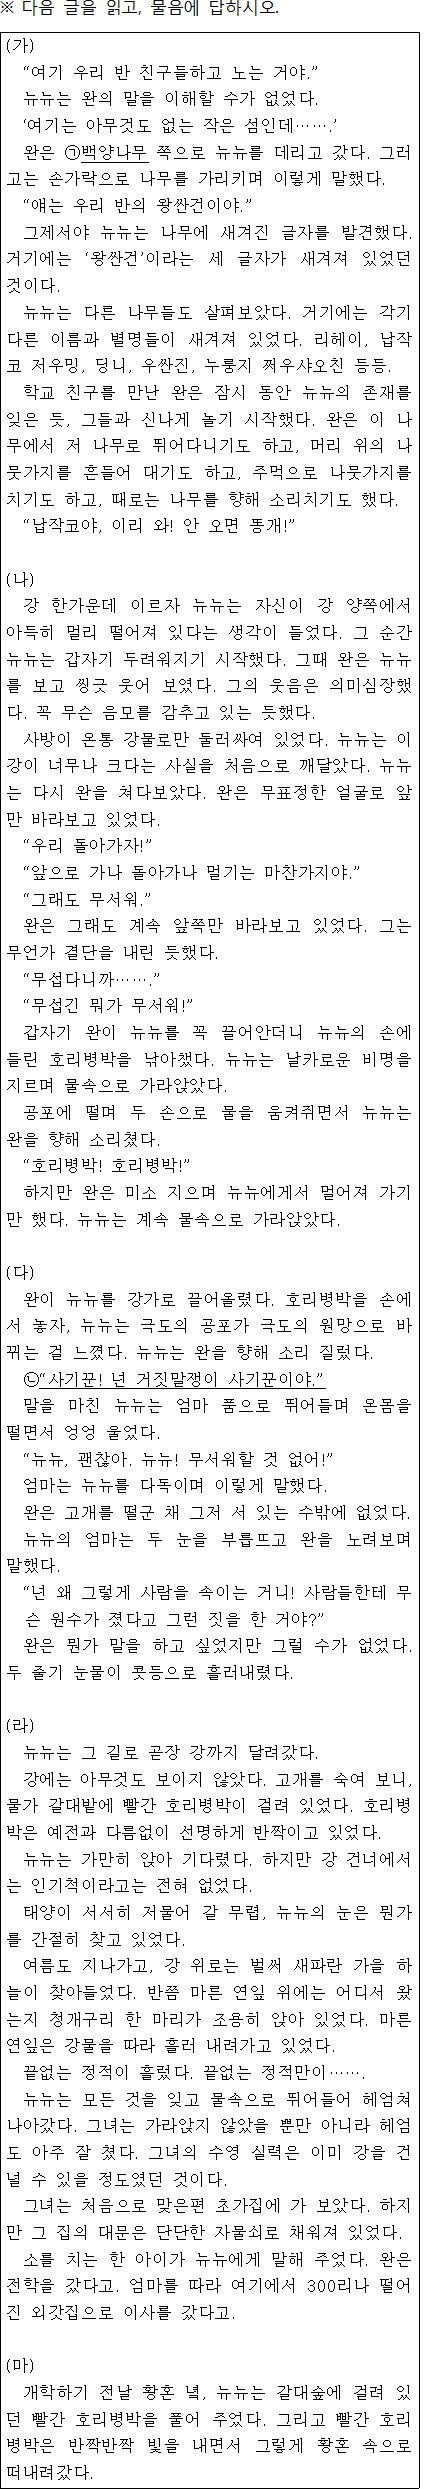 ※ 다음 글을 읽고, 물음에 답하시오.
(가)
“여기 우리 반 친구들하고 노는 거야.”
뉴뉴는 완의 말을 이해할 수가 없었다.
‘여기는 아무것도 없는 작은 섬인데…….’
완은 ㉠백양나무 쪽으로 뉴뉴를 데리고 갔다. 그러
고는 손가락으로 나무를 가리키며 이렇게 말했다.
“얘는 우리 반의 왕싼건이야.”
그제서야 뉴뉴는 나무에 새겨진 글자를 발견했다.
거기에는 ‘왕싼건’이라는 세 글자가 새겨져 있었던
것이다.
뉴뉴는 다른 나무들도 살펴보았다. 거기에는 각기
다른 이름과 별명들이 새겨져 있었다. 리헤이, 납작
코 저우밍, 딩니, 우싼진, 누룽지 쩌우샤오친 등등.
학교 친구를 만난 완은 잠시 동안 뉴뉴의 존재를
잊은 듯, 그들과 신나게 놀기 시작했다. 완은 이 나
무에서 저 나무로 뛰어다니기도 하고, 머리 위의 나
뭇가지를 흔들어 대기도 하고, 주먹으로 나뭇가지를
치기도 하고, 때로는 나무를 향해 소리치기도 했다.
“납작코야, 이리 와! 안 오면 똥개!”
(나)
강 한가운데 이르자 뉴뉴는 자신이 강 양쪽에서
아득히 멀리 떨어져 있다는 생각이 들었다. 그 순간
뉴뉴는 갑자기 두려워지기 시작했다. 그때 완은 뉴뉴
를 보고 씽긋 웃어 보였다. 그의 웃음은 의미심장했
다. 꼭 무슨 음모를 감추고 있는 듯했다.
사방이 온통 강물로만 둘러싸여 있었다. 뉴뉴는 이
강이 너무나 크다는 사실을 처음으로 깨달았다. 뉴뉴
는 다시 완을 쳐다보았다. 완은 무표정한 얼굴로 앞
만 바라보고 있었다.
“우리 돌아가자!”
“앞으로 가나 돌아가나 멀기는 마찬가지야.”
“그래도 무서워.”
완은 그래도 계속 앞쪽만 바라보고 있었다. 그는
무언가 결단을 내린 듯했다.
“무섭다니까…….”
“무섭긴 뭐가 무서워!”
갑자기 완이 뉴뉴를 꼭 끌어안더니 뉴뉴의 손에
들린 호리병박을 낚아챘다. 뉴뉴는 날카로운 비명을
지르며 물속으로 가라앉았다.
공포에 떨며 두 손으로 물을 움켜쥐면서 뉴뉴는
완을 향해 소리쳤다.
“호리병박! 호리병박!”
하지만 완은 미소 지으며 뉴뉴에게서 멀어져 가기
만 했다. 뉴뉴는 계속 물속으로 가라앉았다.
(다)
완이 뉴뉴를 강가로 끌어올렸다. 호리병박을 손에
서 놓자, 뉴뉴는 극도의 공포가 극도의 원망으로 바
뀌는 걸 느꼈다. 뉴뉴는 완을 향해 소리 질렀다.
㉡“사기꾼! 넌 거짓말쟁이 사기꾼이야.”
말을 마친 뉴뉴는 엄마 품으로 뛰어들며 온몸을
떨면서 엉엉 울었다.
“뉴뉴, 괜찮아. 뉴뉴! 무서워할 것 없어!”
엄마는 뉴뉴를 다독이며 이렇게 말했다.
완은 고개를 떨군 채 그저 서 있는 수밖에 없었다.
뉴뉴의 엄마는 두 눈을 부릅뜨고 완을 노려보며
말했다.
“넌 왜 그렇게 사람을 속이는 거니! 사람들한테 무
슨 원수가 졌다고 그런 짓을 한 거야?”
완은 뭔가 말을 하고 싶었지만 그럴 수가 없었다.
두 줄기 눈물이 콧등으로 흘러내렸다.
(라)
뉴뉴는 그 길로 곧장 강까지 달려갔다.
강에는 아무것도 보이지 않았다. 고개를 숙여 보니,
물가 갈대밭에 빨간 호리병박이 걸려 있었다. 호리병
박은 예전과 다름없이 선명하게 반짝이고 있었다.
뉴뉴는 가만히 앉아 기다렸다. 하지만 강 건너에서
는 인기척이라고는 전혀 없었다.
태양이 서서히 저물어 갈 무렵, 뉴뉴의 눈은 뭔가
를 간절히 찾고 있었다.
여름도 지나가고, 강 위로는 벌써 새파란 가을 하
늘이 찾아들었다. 반쯤 마른 연잎 위에는 어디서 왔
는지 청개구리 한 마리가 조용히 앉아 있었다. 마른
연잎은 강물을 따라 흘러 내려가고 있었다.
끝없는 정적이 흘렀다. 끝없는 정적만이…….
뉴뉴는 모든 것을 잊고 물속으로 뛰어들어 헤엄쳐
나아갔다. 그녀는 가라앉지 않았을 뿐만 아니라 헤엄
도 아주 잘 쳤다. 그녀의 수영 실력은 이미 강을 건
널 수 있을 정도였던 것이다.
그녀는 처음으로 맞은편 초가집에 가 보았다. 하지
만 그 집의 대문은 단단한 자물쇠로 채워져 있었다.
소를 치는 한 아이가 뉴뉴에게 말해 주었다. 완은
전학을 갔다고. 엄마를 따라 여기에서 300리나 떨어
진 외갓집으로 이사를 갔다고.
(마)
개학하기 전날 황혼 녘, 뉴뉴는 갈대숲에 걸려 있
던 빨간 호리병박을 풀어 주었다. 그리고 빨간 호리
병박은 반짝반짝 빛을 내면서 그렇게 황혼 속으로
떠내려갔다.